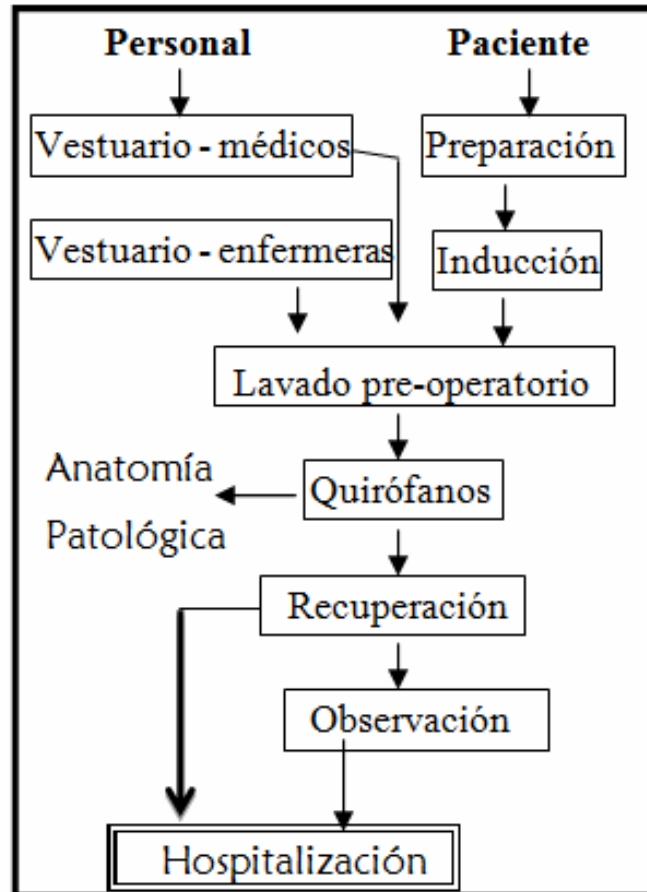 Personal
Paciente
Vestuario - médicos
Preparación
Vestuario - enfermeras
Inducción
Lavado pre-operatorio
Anatomía
Patológica
Quirófanos
Recuperación
Observación
Hospitalización